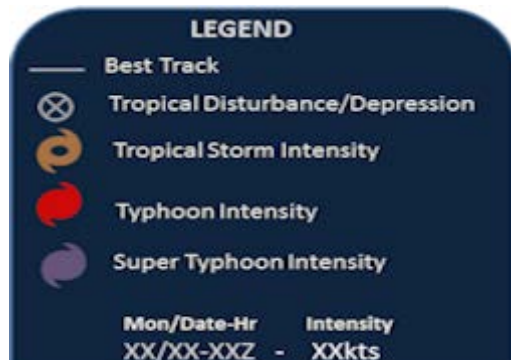 LEGEND
Best Track
Tropical Disturbance/Depression
Tropical Storm Intensity
Typhoon Intensity
Super Typhoon Intensity
Mon/Date-Hr Intensity
XX/XX-XXZ - XXkts